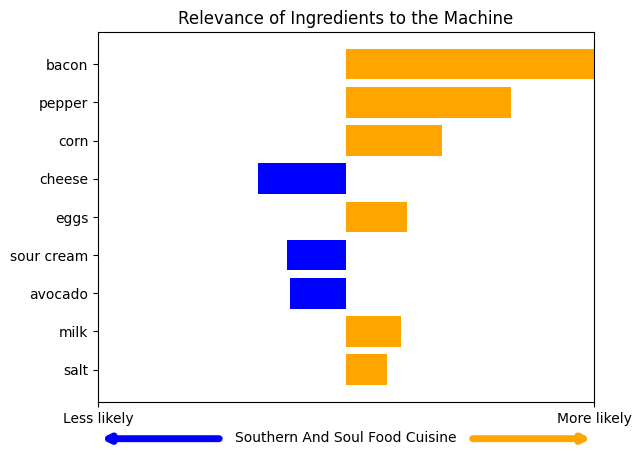 Relevance of Ingredients to the Machine
bacon
pepper
corn
cheese
eggs
sour cream
avocado
milk
salt
Less likely
More likely
Southern And Soul Food Cuisine